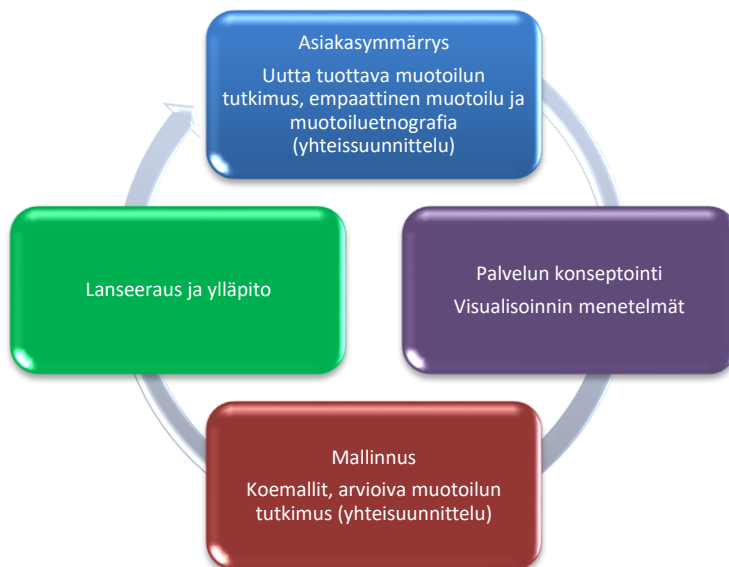 Asiakasymmärrys
Uutta tuottava muotoilun
tutkimus, empaattinen muotoilu ja
muotoiluetnografia
(yhteissuunnittelu)
Palvelun konseptointi
Visualisoinnin menetelmät
Mallinnus
Koemallit, arvioiva muotoilun
tutkimus (yhteisuunnittelu)
Lanseeraus ja ylläpito